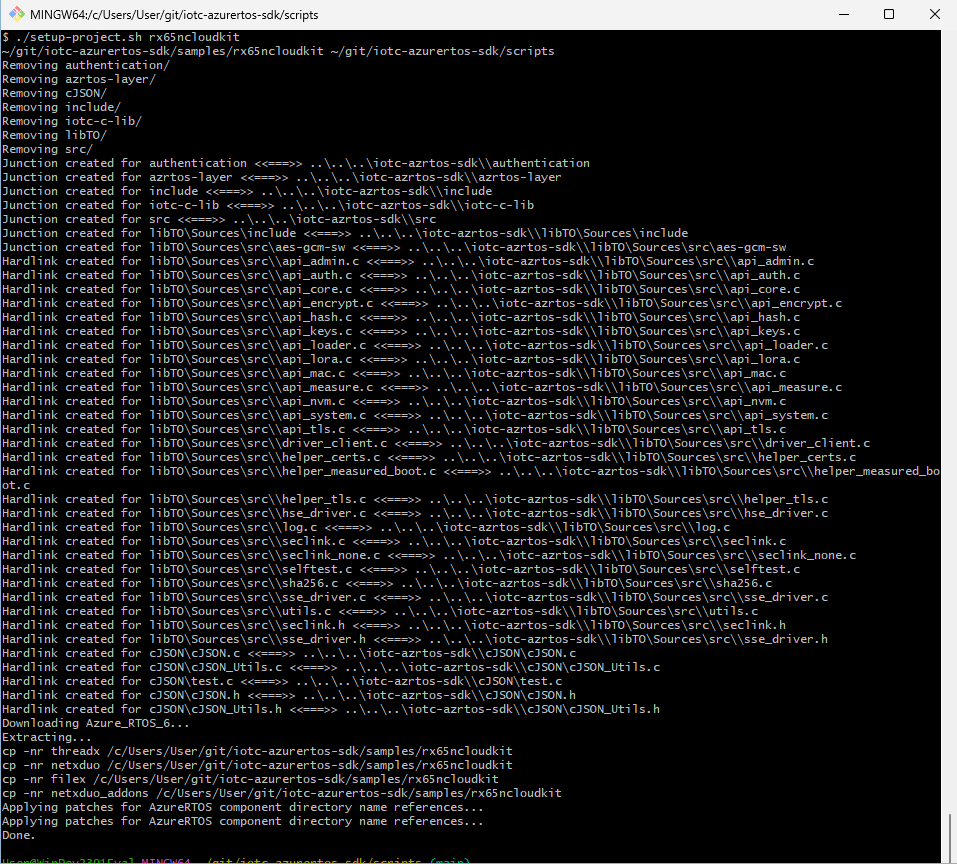 MINGW64:/c/Users/User/git/iotc-azurertos-sdk/scripts
$ ./setup-project.sh rx65ncloudkit
~/git/iotc-azurertos-sdk/samples/rx65ncloudkit ~/git/iotc-azurertos-sdk/scripts
Removing authentication/
Removing azrtos-layer/
Removing cJSON/
Removing include/
Removing iotc-c-lib/
Removing libTO/
Removing src/
Junction created for authentication <<===>> ..\..\..\iotc-azrtos-sdk\\authentication
Junction created for azrtos-layer <<===>> ..\..\..\iotc-azrtos-sdk\\azrtos-layer
Junction created for include <<===>> ..\..\..\iotc-azrtos-sdk\\include
Junction created for iotc-c-lib <<===>> ..\..\..\iotc-azrtos-sdk\\iotc-c-lib
Junction created for src <<===>> ..\..\..\iotc-azrtos-sdk\\src
Junction created for libTO\Sources\include <<===>> ..\..\..\iotc-azrtos-sdk\\libTO\Sources\include
Junction created for libTO\Sources\src\aes-gcm-sw <<===>> ..\..\..\iotc-azrtos-sdk\\libTO\Sources\src\aes-gcm-sw
Hardlink created for libTO\Sources\src\\api_admin.c <<===>> ..\..\..\iotc-azrtos-sdk\\libTO\Sources\src\\api_admin.c
Hardlink created for libTO\Sources\src\\api_auth.c <<===>> ..\..\..\iotc-azrtos-sdk\\libTO\Sources\src\\api_auth.c
Hardlink created for libTO\Sources\src\\api_core.c <<===>> ..\..\..\iotc-azrtos-sdk\\libTO\Sources\src\\api_core.c
Hardlink created for libTO\Sources\src\\api_encrypt.c <<===>> ..\..\..\iotc-azrtos-sdk\\libTO\Sources\src\\api_encrypt.c
Hardlink created for libTO\Sources\src\\api_hash.c <<===>> ..\..\..\iotc-azrtos-sdk\\libTO\Sources\src\\api_hash.c
Hardlink created for libTO\Sources\src\\api_keys.c <<===>> ..\..\..\iotc-azrtos-sdk\\libTO\Sources\src\\api_keys.c
Hardlink created for libTO\Sources\src\\api_loader.c <<===>> ..\..\..\iotc-azrtos-sdk\\libTO\Sources\src\\api_loader.c
Hardlink created for libTO\Sources\src\\api_lora.c <<===>> ..\..\..\iotc-azrtos-sdk\\libTO\Sources\src\\api_lora.c
Hardlink created for libTO\Sources\src\\api_mac.c <<===>> ..\..\..\iotc-azrtos-sdk\\libTO\Sources\src\\api_mac.c
Hardlink created for libTO\Sources\src\\api_measure.c <<===>> ..\..\..\iotc-azrtos-sdk\\libTO\Sources\src\\api_measure.c
Hardlink created for libTO\Sources\src\\api_nvm.c <<===>> ..\..\..\iotc-azrtos-sdk\\libTO\Sources\src\\api_nvm.c
Hardlink created for libTO\Sources\src\\api_system.c <<===>> ..\..\..\iotc-azrtos-sdk\\libTO\Sources\src\\api_system.c
Hardlink created for libTO\Sources\src\\api_tls.c <<===>> ..\..\..\iotc-azrtos-sdk\\libTO\Sources\src\\api_tls.c
Hardlink created for libTO\Sources\src\\driver_client.c <<===>> ..\..\..\iotc-azrtos-sdk\\libTO\Sources\src\\driver_client.c
Hardlink created for libTO\Sources\src\\helper_certs.c <<===>> ..\..\..\iotc-azrtos-sdk\\libTO\Sources\src\\helper_certs.c
Hardlink created for libTO\Sources\src\\helper_measured_boot.c <<===>> ..\..\..\iotc-azrtos-sdk\\libTO\Sources\src\\helper_measured_bo
ot.c
Hardlink created for libTO\Sources\src\\helper_tls.c <<===>> ..\..\..\iotc-azrtos-sdk\\libTO\Sources\src\\helper_tls.c
Hardlink created for libTO\Sources\src\\hse_driver.c <<===>> ..\..\..\iotc-azrtos-sdk\\libTO\Sources\src\\hse_driver.c
Hardlink created for libTO\Sources\src\\log.c <<===>> ..\..\..\iotc-azrtos-sdk\\libTO\Sources\src\\log.c
Hardlink created for libTO\Sources\src\\seclink.c <<===>> ..\..\..\iotc-azrtos-sdk\\libTO\Sources\src\\seclink.c
Hardlink created for libTO\Sources\src\\seclink_none.c <<===>> ..\..\..\iotc-azrtos-sdk\\libTO\Sources\src\\seclink_none.c
Hardlink created for libTO\Sources\src\\selftest.c <<===>> ..\..\..\iotc-azrtos-sdk\\libTO\Sources\src\\selftest.c
Hardlink created for libTO\Sources\src\\sha256.c <<===>> ..\..\..\iotc-azrtos-sdk\\libTO\Sources\src\\sha256.c
Hardlink created for libTO\Sources\src\\sse_driver.c <<===>> ..\..\..\iotc-azrtos-sdk\\libTO\Sources\src\\sse_driver.c
Hardlink created for libTO\Sources\src\\utils.c <<===>> ..\..\..\iotc-azrtos-sdk\\libTO\Sources\src\\utils.c
Hardlink created for libTO\Sources\src\\seclink.h <<===>> ..\..\..\iotc-azrtos-sdk\\libTO\Sources\src\\seclink.h
Hardlink created for libTO\Sources\src\\sse_driver.h <<===>> ..\..\..\iotc-azrtos-sdk\\libTO\Sources\src\\sse_driver.h
Hardlink created for cJSON\cJSON.c <<===>> ..\..\..\iotc-azrtos-sdk\\cJSON\cJSON.c
Hardlink created for cJSON\cJSON_Utils.c <<===>> ..\..\..\iotc-azrtos-sdk\\cJSON\cJSON_Utils.c
Hardlink created for cJSON\test.c <<===>> ..\..\..\iotc-azrtos-sdk\\cJSON\test.c
Hardlink created for cJSON\cJSON.h <<===>> ..\..\..\iotc-azrtos-sdk\\cJSON\cJSON.h
Hardlink created for cJSON\cJSON_Utils.h <<===>> ..\..\..\iotc-azrtos-sdk\\cJSON\cJSON_Utils.h
Downloading Azure_RTOS_6...
Extracting...
cp -nr threadx /c/Users/User/git/iotc-azurertos-sdk/samples/rx65ncloudkit
cp -nr netxduo /c/Users/User/git/iotc-azurertos-sdk/samples/rx65ncloudkit
cp -nr filex /c/Users/User/git/iotc-azurertos-sdk/samples/rx65ncloudkit
cp -nr netxduo_addons /c/Users/User/git/iotc-azurertos-sdk/samples/rx65ncloudkit
Applying patches for AzureRTOS component directory name references...
Applying patches for AzureRTOS component directory name references...
Done.
User@WinDev2301Eval MINGW64 ~/git/iotc-azurertos-sdk/scripts (main)